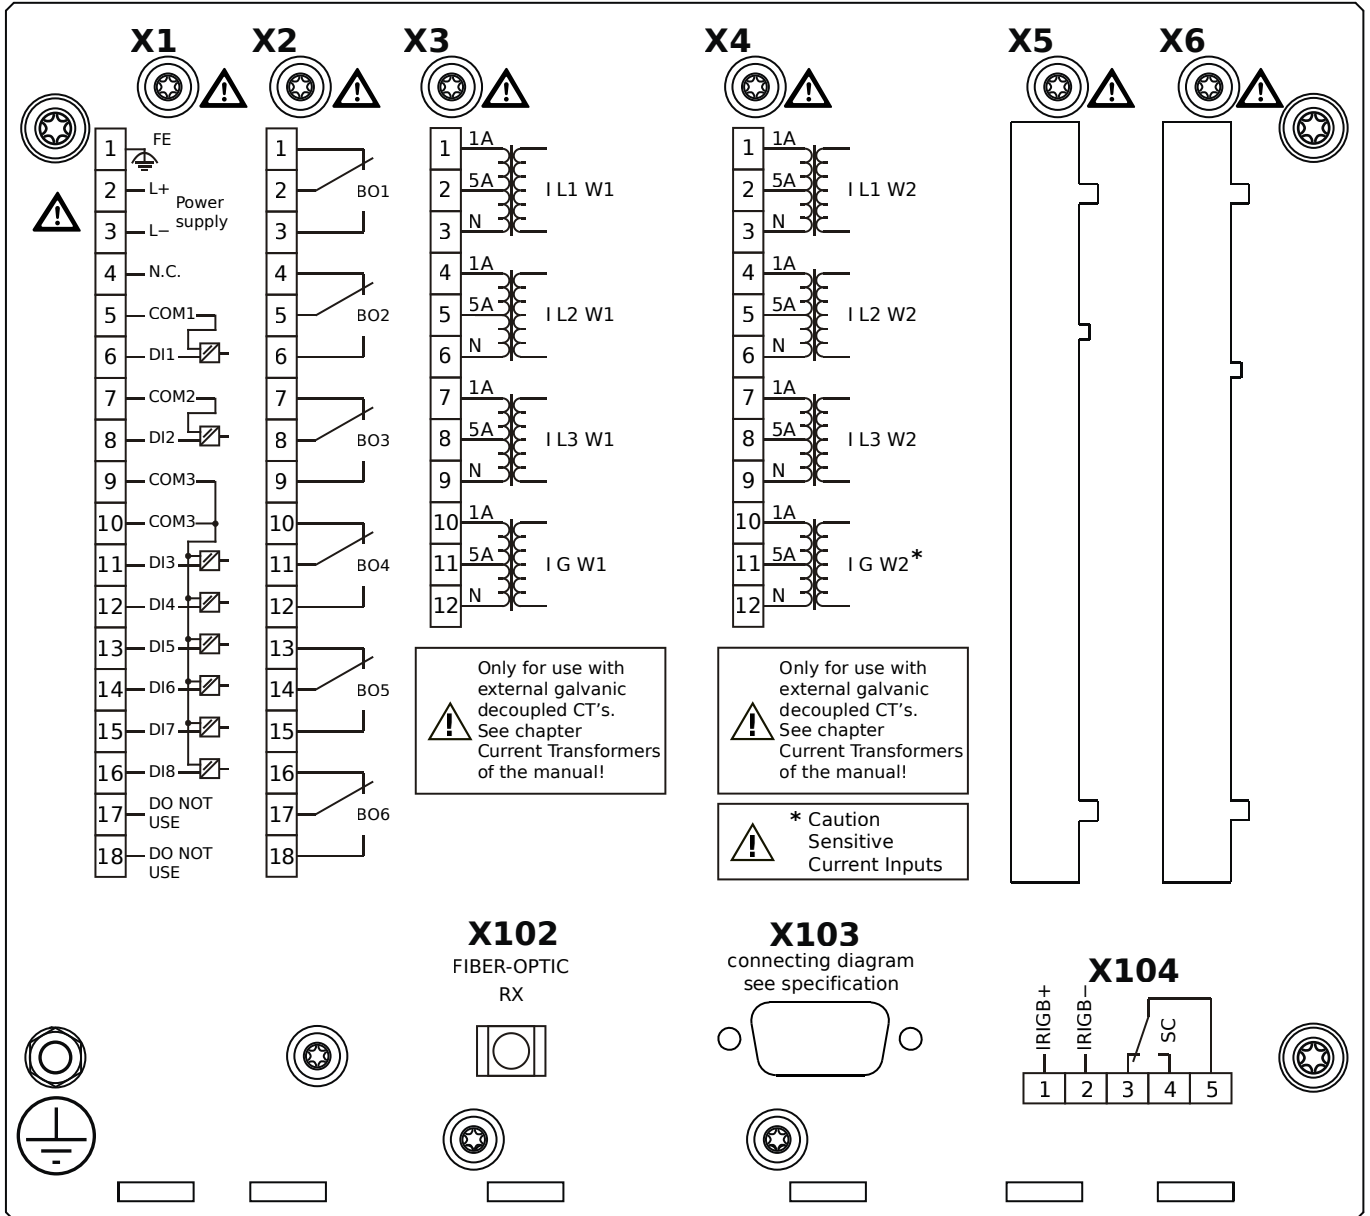 X1
X2
X3
X4
X5
X6
1
FE
2
L+
Power
supply
3
L−
4
N.C.
5
COM1
6
DI1
7
COM2
8
DI2
9
COM3
10
COM3
11
DI3
12
DI4
13
DI5
14
DI6
15
DI7
16
DI8
17
DO NOT
USE
18
DO NOT
USE
1
2
BO1
3
4
5
BO2
6
7
8
BO3
9
10
11
BO4
12
13
14
BO5
15
16
17
BO6
18
1
1A
2
5A
I L1 W1
3
N
4
1A
5
5A
I L2 W1
6
N
7
1A
8
5A
I L3 W1
9
N
10
1A
11
5A
I G W1
12
N
Only for use with
external galvanic
decoupled CT's.
See chapter
Current Transformers
of the manual!
1
1A
2
5A
I L1 W2
3
N
4
1A
5
5A
I L2 W2
6
N
7
1A
8
5A
I L3 W2
9
N
10
1A
11
5A
I G W2*
12
N
Only for use with
external galvanic
decoupled CT's.
See chapter
Current Transformers
of the manual!
* Caution
Sensitive
Current Inputs
X102
FIBER-OPTIC
RX
X103
connecting diagram
see specification
X104
IRIGB+
IRIGB−
SC
1
2
3
4
5